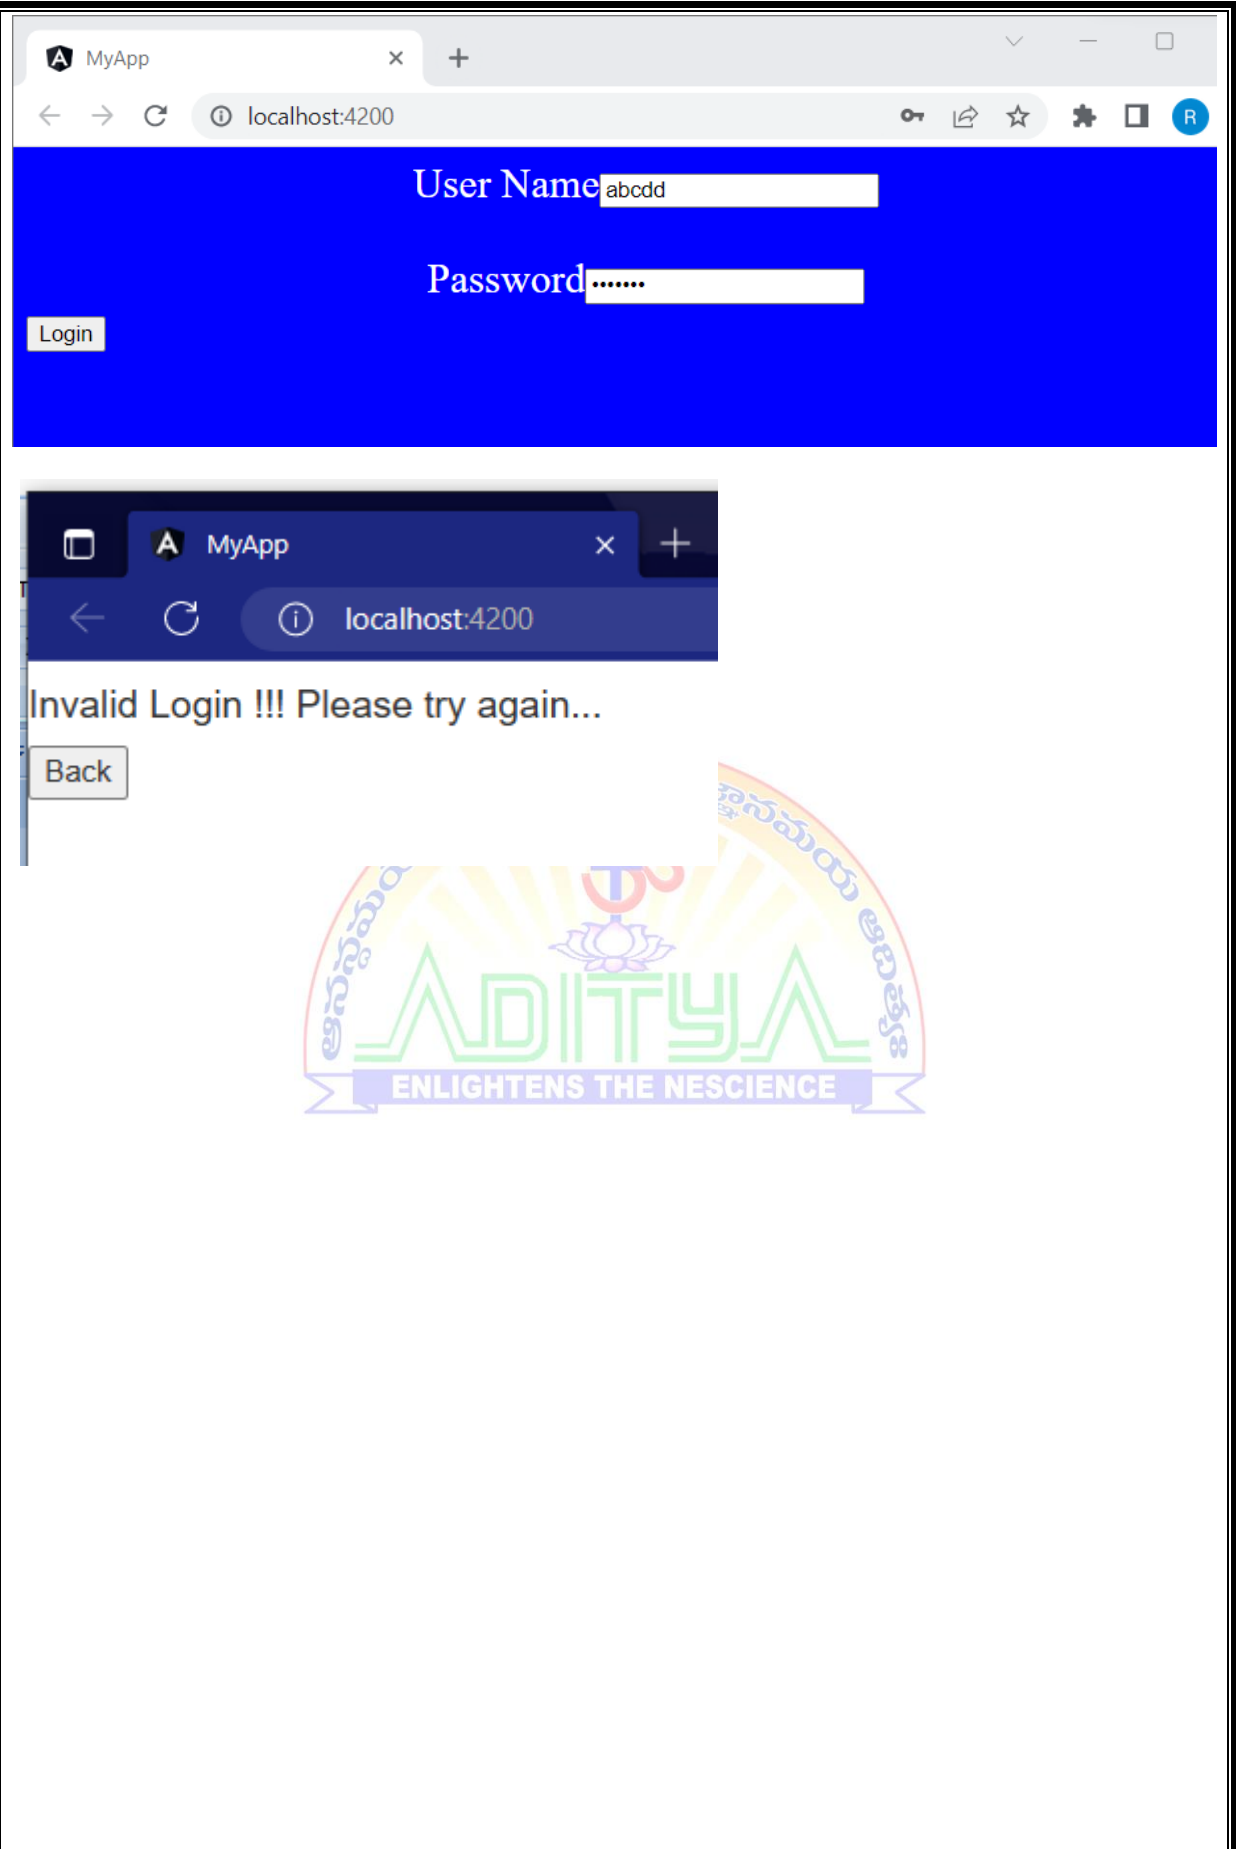 MyApp
localhost:4200
R
User Name abcdd
Password •••••••
Login
MyApp
localhost:4200
Invalid Login !!! Please try again...
Back
ADITYA
ENLIGHTENS THE NESCIENCE